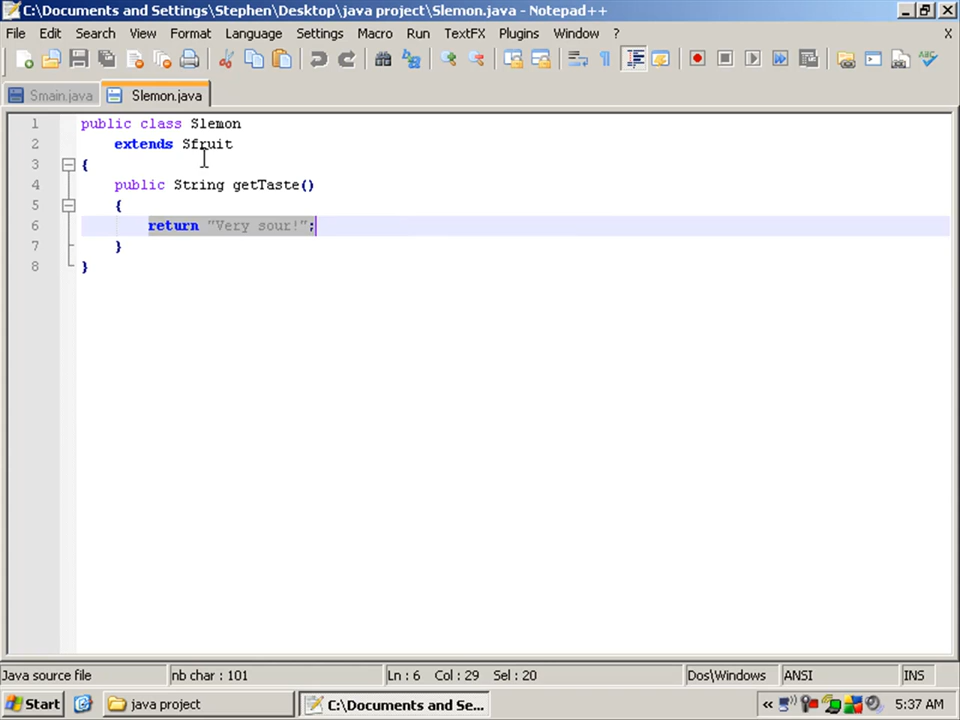 C:\Documents and Settings\Stephen\Desktop\java project\Slemon.java - Notepad++
File Edit Search View Format Language Settings Macro Run TextFX Plugins Window ? X
Smain.java Slemon.java
1 public class Slemon
2 extends Sfruit
3 {
4 public String getTaste()
5 {
6 return "Very sour!";
7 }
8 }
Java source file nb char : 101 Ln : 6 Col : 29 Sel : 20 Dos\Windows ANSI INS
Start java project C:\Documents and Se... « 5:37 AM